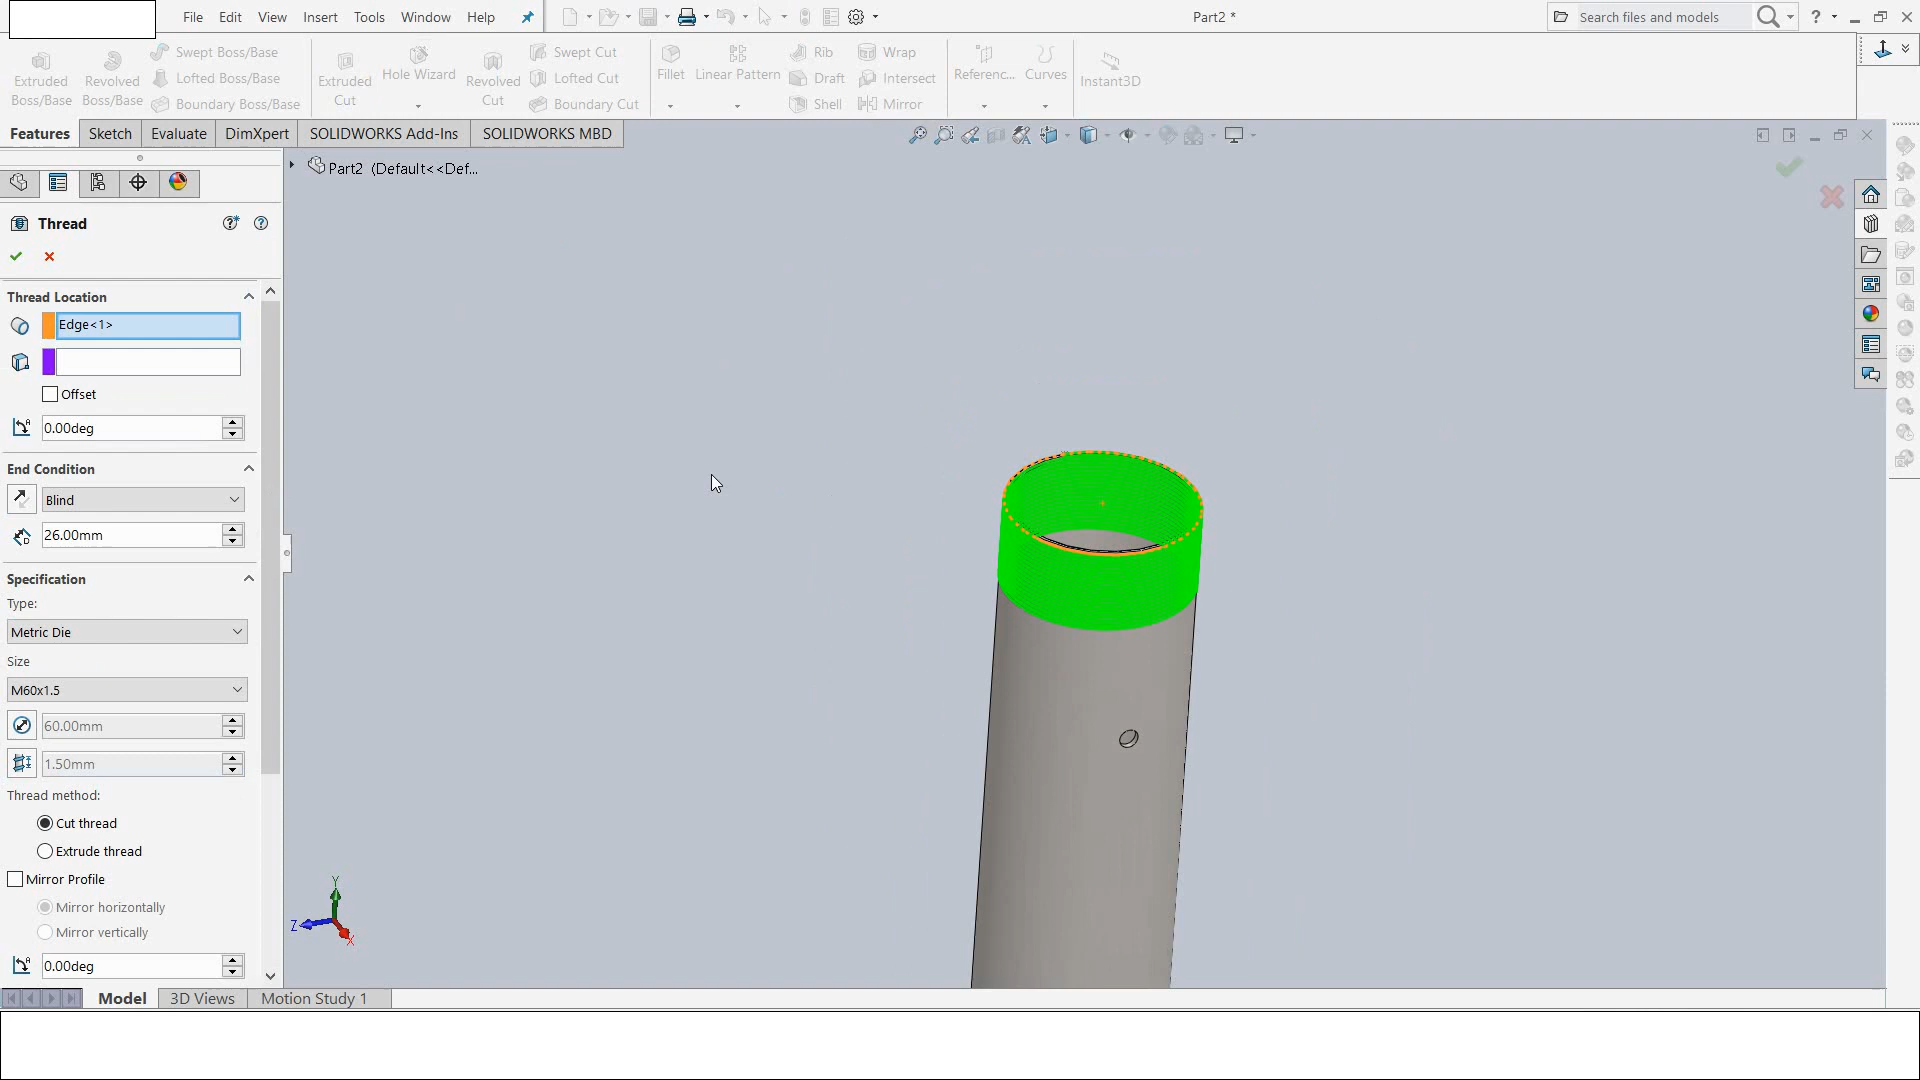 File Edit View Insert Tools Window Help
Part2 *
Search files and models
?
Extruded Boss/Base
Revolved Boss/Base
Swept Boss/Base
Lofted Boss/Base
Boundary Boss/Base
Extruded Cut
Hole Wizard
Revolved Cut
Swept Cut
Lofted Cut
Boundary Cut
Fillet
Linear Pattern
Rib
Draft
Shell
Wrap
Intersect
Mirror
Referenc...
Curves
Instant3D
Features Sketch Evaluate DimXpert SOLIDWORKS Add-Ins SOLIDWORKS MBD
Part2 (Default<<Def...
Thread
Thread Location
Edge<1>
Offset
0.00deg
End Condition
Blind
26.00mm
Specification
Type:
Metric Die
Size
M60x1.5
60.00mm
1.50mm
Thread method:
Cut thread
Extrude thread
Mirror Profile
Mirror horizontally
Mirror vertically
0.00deg
Y
Z
X
Model 3D Views Motion Study 1